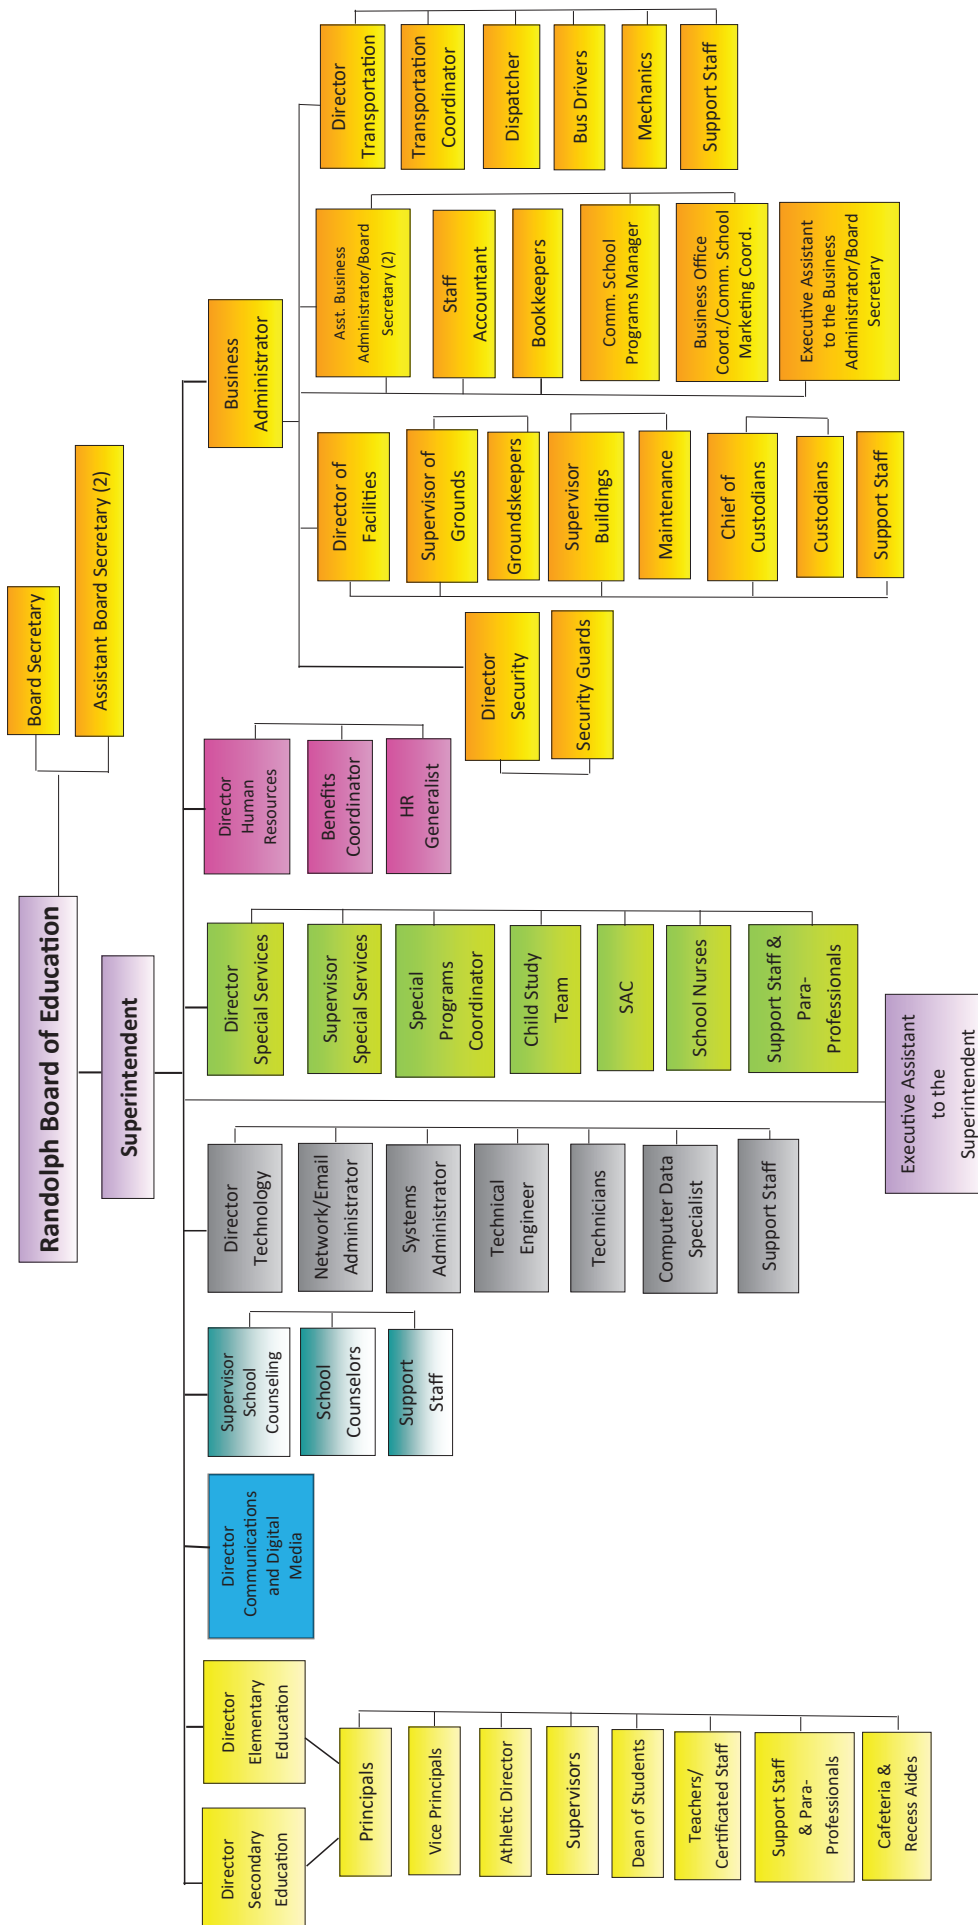 Randolph Board of Education
Board Secretary
Assistant Board Secretary (2)
Superintendent
Director
Secondary
Education
Director
Elementary
Education
Principals
Vice Principals
Athletic Director
Supervisors
Dean of Students
Teachers/
Certificated Staff
Support Staff
& Para-
Professionals
Cafeteria &
Recess Aides
Director
Communications
and Digital
Media
Supervisor
School
Counseling
School
Counselors
Support
Staff
Director
Technology
Network/Email
Administrator
Systems
Administrator
Technical
Engineer
Technicians
Computer Data
Specialist
Support Staff
Executive Assistant
to the
Superintendent
Director
Special Services
Supervisor
Special Services
Special
Programs
Coordinator
Child Study
Team
SAC
School Nurses
Support Staff &
Para-
Professionals
Director
Human
Resources
Benefits
Coordinator
HR
Generalist
Business
Administrator
Director
Security
Security Guards
Director of
Facilities
Supervisor of
Grounds
Groundskeepers
Supervisor
Buildings
Maintenance
Chief of
Custodians
Custodians
Support Staff
Asst. Business
Administrator/Board
Secretary (2)
Staff
Accountant
Bookkeepers
Comm. School
Programs Manager
Business Office
Coord./Comm. School
Marketing Coord.
Executive Assistant
to the Business
Administrator/Board
Secretary
Director
Transportation
Transportation
Coordinator
Dispatcher
Bus Drivers
Mechanics
Support Staff